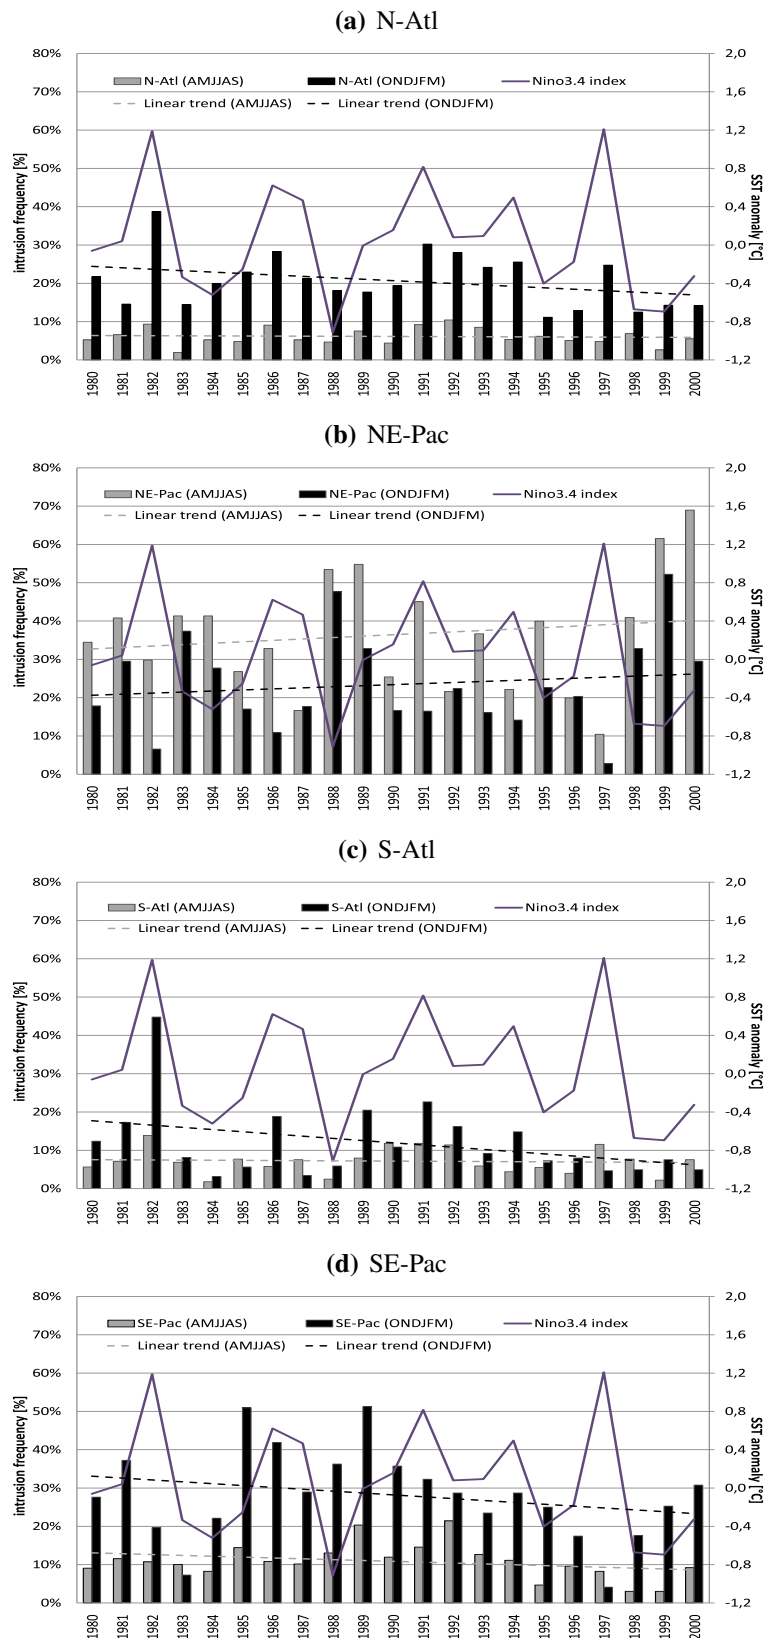 (a) N-Atl
80% 70% 60% 50% 40% 30% 20% 10% 0%
intrusion frequency [%]
N-Atl (AMJJAS) N-Atl (ONDJFM) Nino3.4 index
Linear trend (AMJJAS) Linear trend (ONDJFM)
2,0 1,6 1,2 0,8 0,4 0,0 -0,4 -0,8 -1,2
SST anomaly [°C]
1980 1981 1982 1983 1984 1985 1986 1987 1988 1989 1990 1991 1992 1993 1994 1995 1996 1997 1998 1999 2000
(b) NE-Pac
80% 70% 60% 50% 40% 30% 20% 10% 0%
intrusion frequency [%]
NE-Pac (AMJJAS) NE-Pac (ONDJFM) Nino3.4 index
Linear trend (AMJJAS) Linear trend (ONDJFM)
2,0 1,6 1,2 0,8 0,4 0,0 -0,4 -0,8 -1,2
SST anomaly [°C]
1980 1981 1982 1983 1984 1985 1986 1987 1988 1989 1990 1991 1992 1993 1994 1995 1996 1997 1998 1999 2000
(c) S-Atl
80% 70% 60% 50% 40% 30% 20% 10% 0%
intrusion frequency [%]
S-Atl (AMJJAS) S-Atl (ONDJFM) Nino3.4 index
Linear trend (AMJJAS) Linear trend (ONDJFM)
2,0 1,6 1,2 0,8 0,4 0,0 -0,4 -0,8 -1,2
SST anomaly [°C]
1980 1981 1982 1983 1984 1985 1986 1987 1988 1989 1990 1991 1992 1993 1994 1995 1996 1997 1998 1999 2000
(d) SE-Pac
80% 70% 60% 50% 40% 30% 20% 10% 0%
intrusion frequency [%]
SE-Pac (AMJJAS) SE-Pac (ONDJFM) Nino3.4 index
Linear trend (AMJJAS) Linear trend (ONDJFM)
2,0 1,6 1,2 0,8 0,4 0,0 -0,4 -0,8 -1,2
SST anomaly [°C]
1980 1981 1982 1983 1984 1985 1986 1987 1988 1989 1990 1991 1992 1993 1994 1995 1996 1997 1998 1999 2000